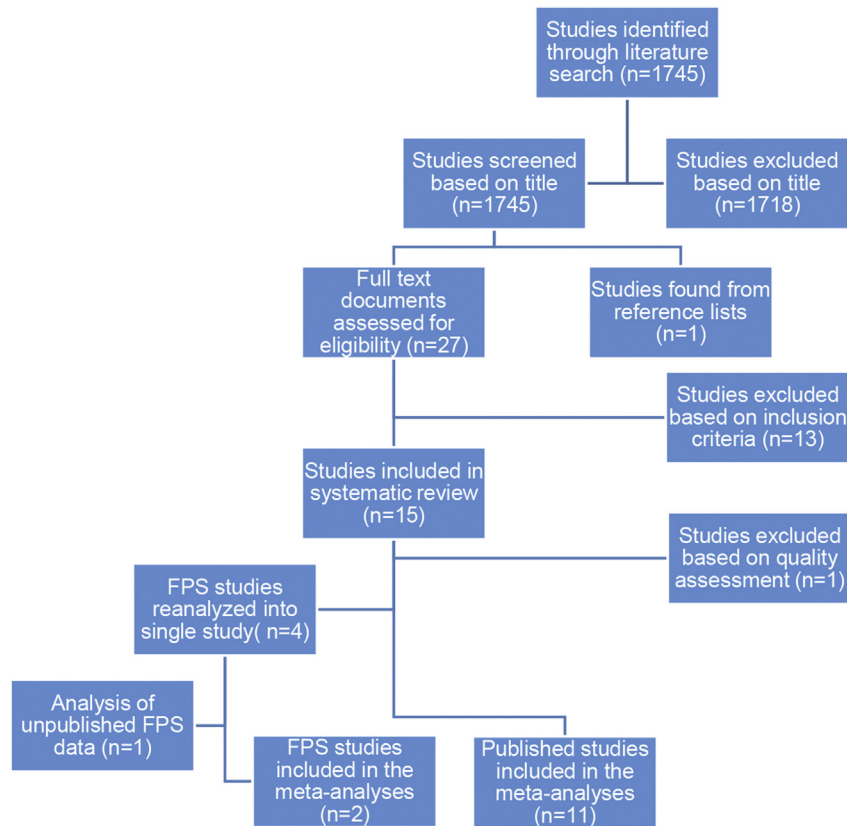 Studies identified
through literature
search (n=1745)
Studies screened
based on title
(n=1745)
Studies excluded
based on title
(n=1718)
Full text
documents
assessed for
eligibility (n=27)
Studies found from
reference lists
(n=1)
Studies excluded
based on inclusion
criteria (n=13)
Studies included in
systematic review
(n=15)
Studies excluded
based on quality
assessment (n=1)
FPS studies
reanalyzed into
single study( n=4)
Analysis of
unpublished FPS
data (n=1)
FPS studies
included in the
meta-analyses
(n=2)
Published studies
included in the
meta-analyses
(n=11)